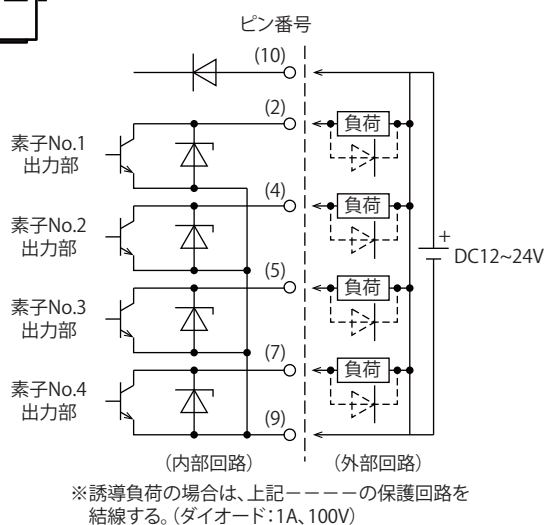 ピン番号
(10)
(2)
素子No.1
出力部
負荷
(4)
素子No.2
出力部
負荷
+
DC12~24V
(5)
素子No.3
出力部
負荷
(7)
素子No.4
出力部
負荷
(9)
(内部回路)
(外部回路)
※誘導負荷の場合は、上記－－－－の保護回路を
結線する。(ダイオード:1A、100V)